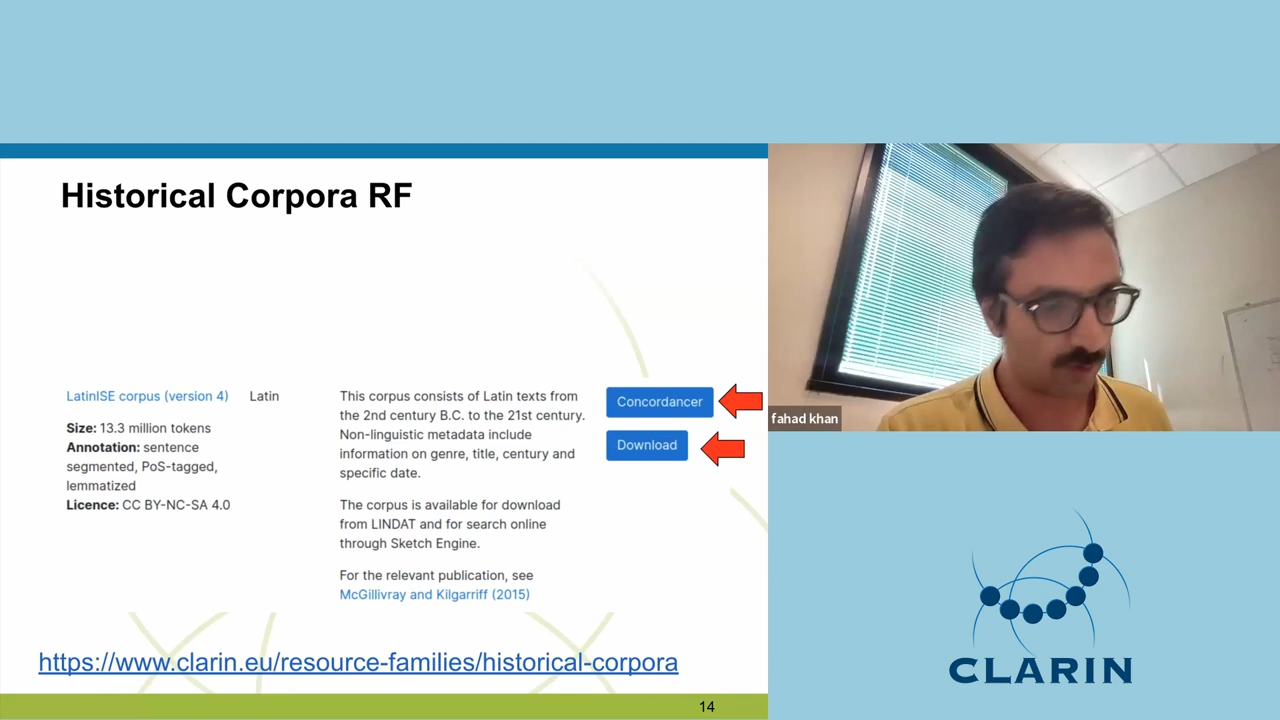 Historical Corpora RF
LatinISE corpus (version 4)
Latin
Size: 13.3 million tokens
Annotation: sentence
segmented, PoS-tagged,
lemmatized
Licence: CC BY-NC-SA 4.0
This corpus consists of Latin texts from
the 2nd century B.C. to the 21st century.
Non-linguistic metadata include
information on genre, title, century and
specific date.
The corpus is available for download
from LINDAT and for search online
through Sketch Engine.
For the relevant publication, see
McGillivray and Kilgarriff (2015)
Concordancer
Download
https://www.clarin.eu/resource-families/historical-corpora
14
fahad khan
CLARIN